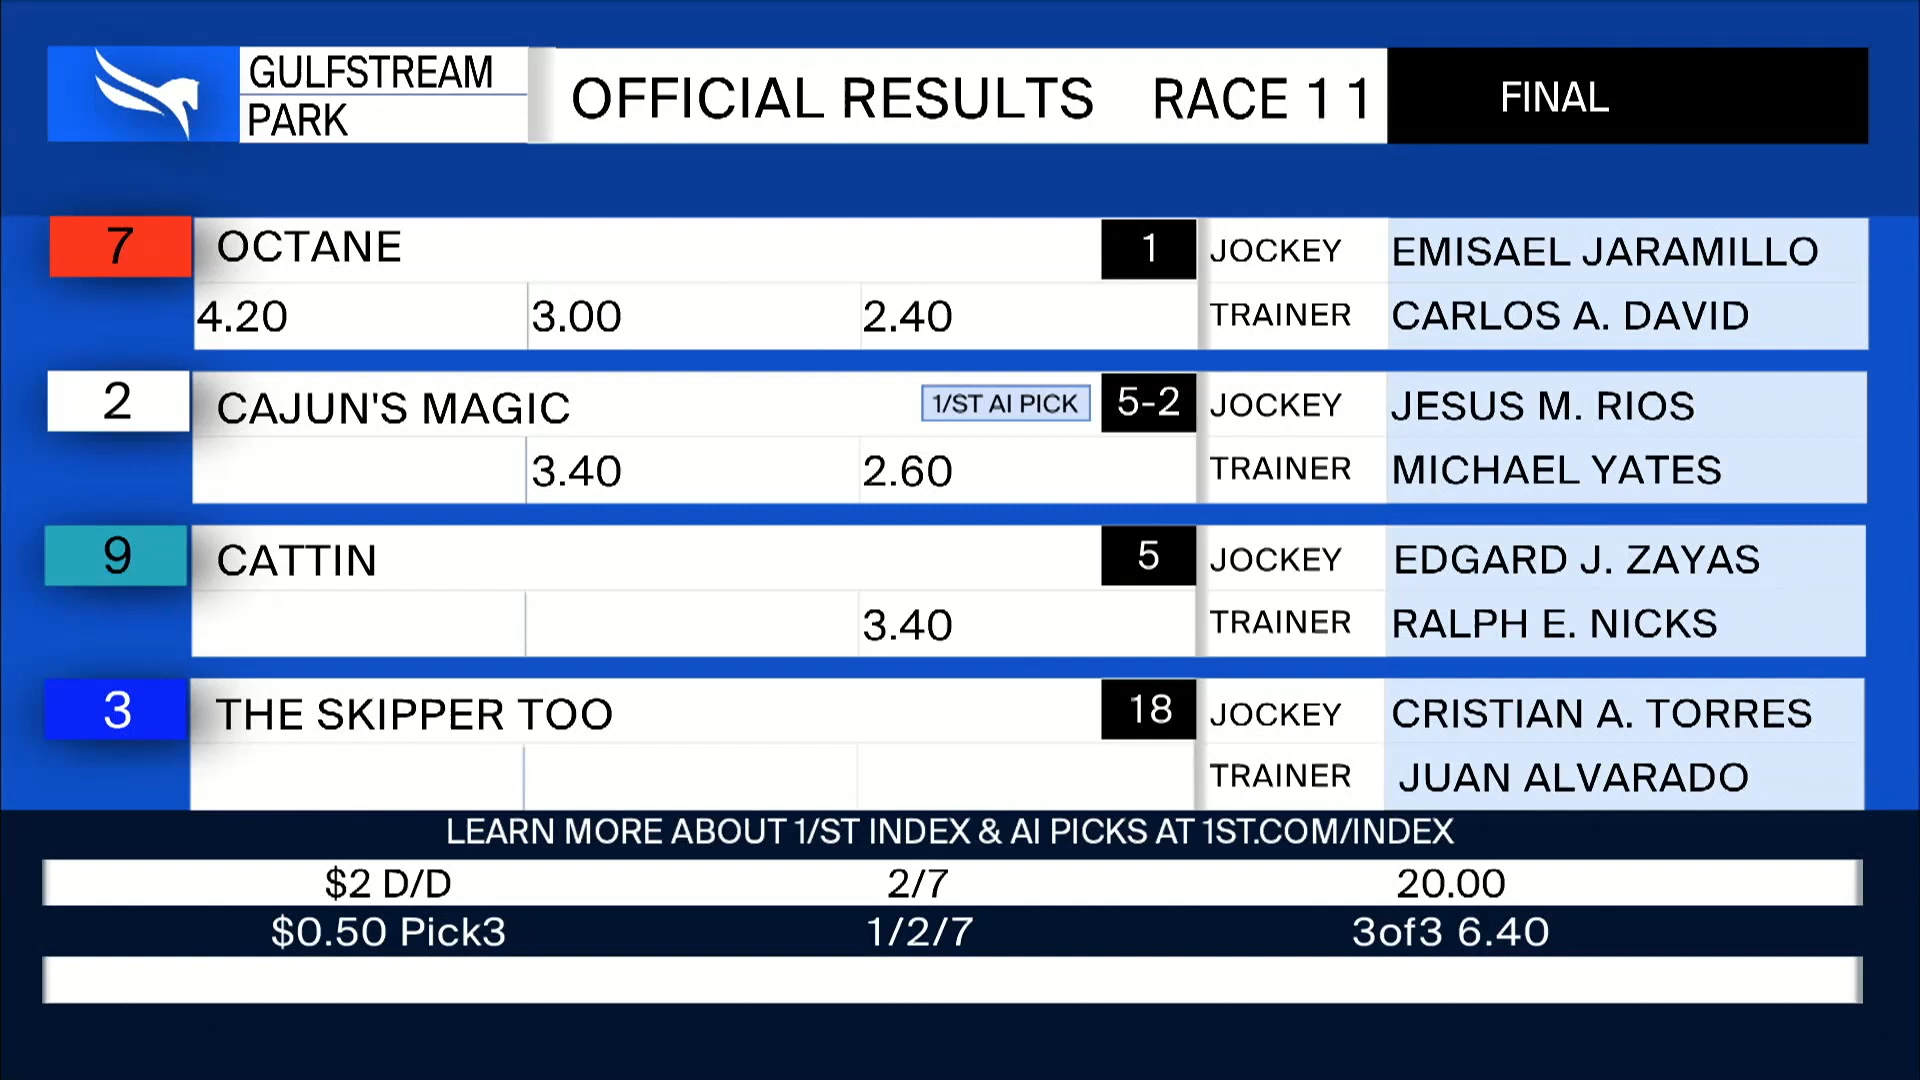 GULFSTREAM
PARK
OFFICIAL RESULTS RACE 11 FINAL
7 OCTANE 1 JOCKEY EMISAEL JARAMILLO
4.20 3.00 2.40 TRAINER CARLOS A. DAVID
2 CAJUN'S MAGIC 1/ST AI PICK 5-2 JOCKEY JESUS M. RIOS
3.40 2.60 TRAINER MICHAEL YATES
9 CATTIN 5 JOCKEY EDGARD J. ZAYAS
3.40 TRAINER RALPH E. NICKS
3 THE SKIPPER TOO 18 JOCKEY CRISTIAN A. TORRES
TRAINER JUAN ALVARADO
LEARN MORE ABOUT 1/ST INDEX & AI PICKS AT 1ST.COM/INDEX
$2 D/D 2/7 20.00
$0.50 Pick3 1/2/7 3of3 6.40